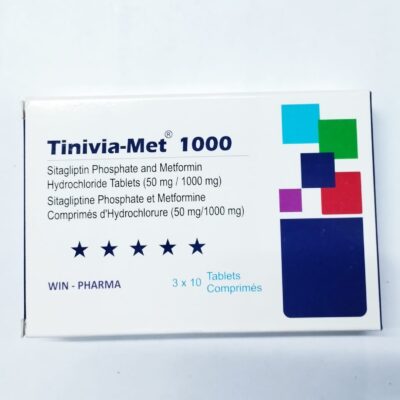 Tinivia-Met® 1000
Sitagliptin Phosphate and Metformin
Hydrochloride Tablets (50 mg / 1000 mg)
Sitagliptine Phosphate et Metformine
Comprimés d'Hydrochlorure (50 mg/1000 mg)
WIN - PHARMA
3 x 10 Tablets
Comprimés